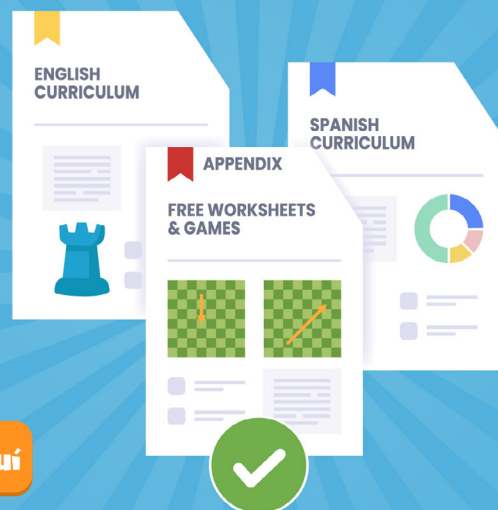 ENGLISH
CURRICULUM
SPANISH
CURRICULUM
APPENDIX
FREE WORKSHEETS
& GAMES